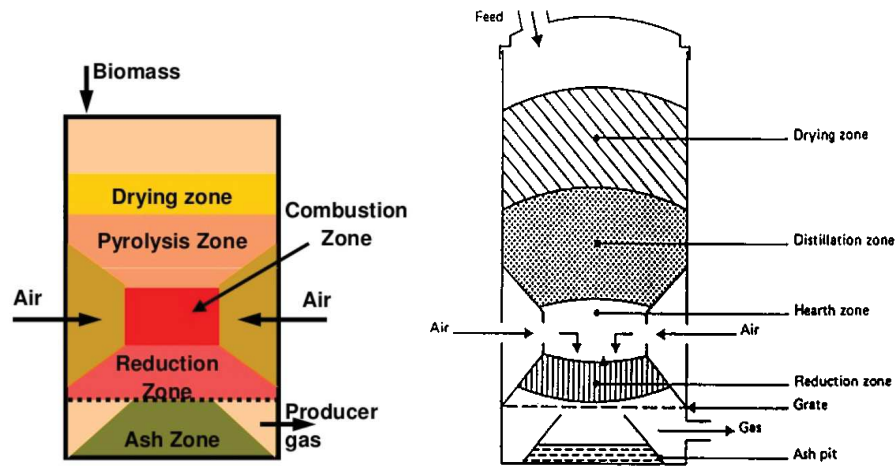 Biomass
Drying zone
Pyrolysis Zone
Combustion
Zone
Air
Air
Reduction
Zone
Producer
gas
Ash Zone
Feed
Drying zone
Distillation zone
Hearth zone
Air
Air
Reduction zone
Grate
Gas
Ash pit